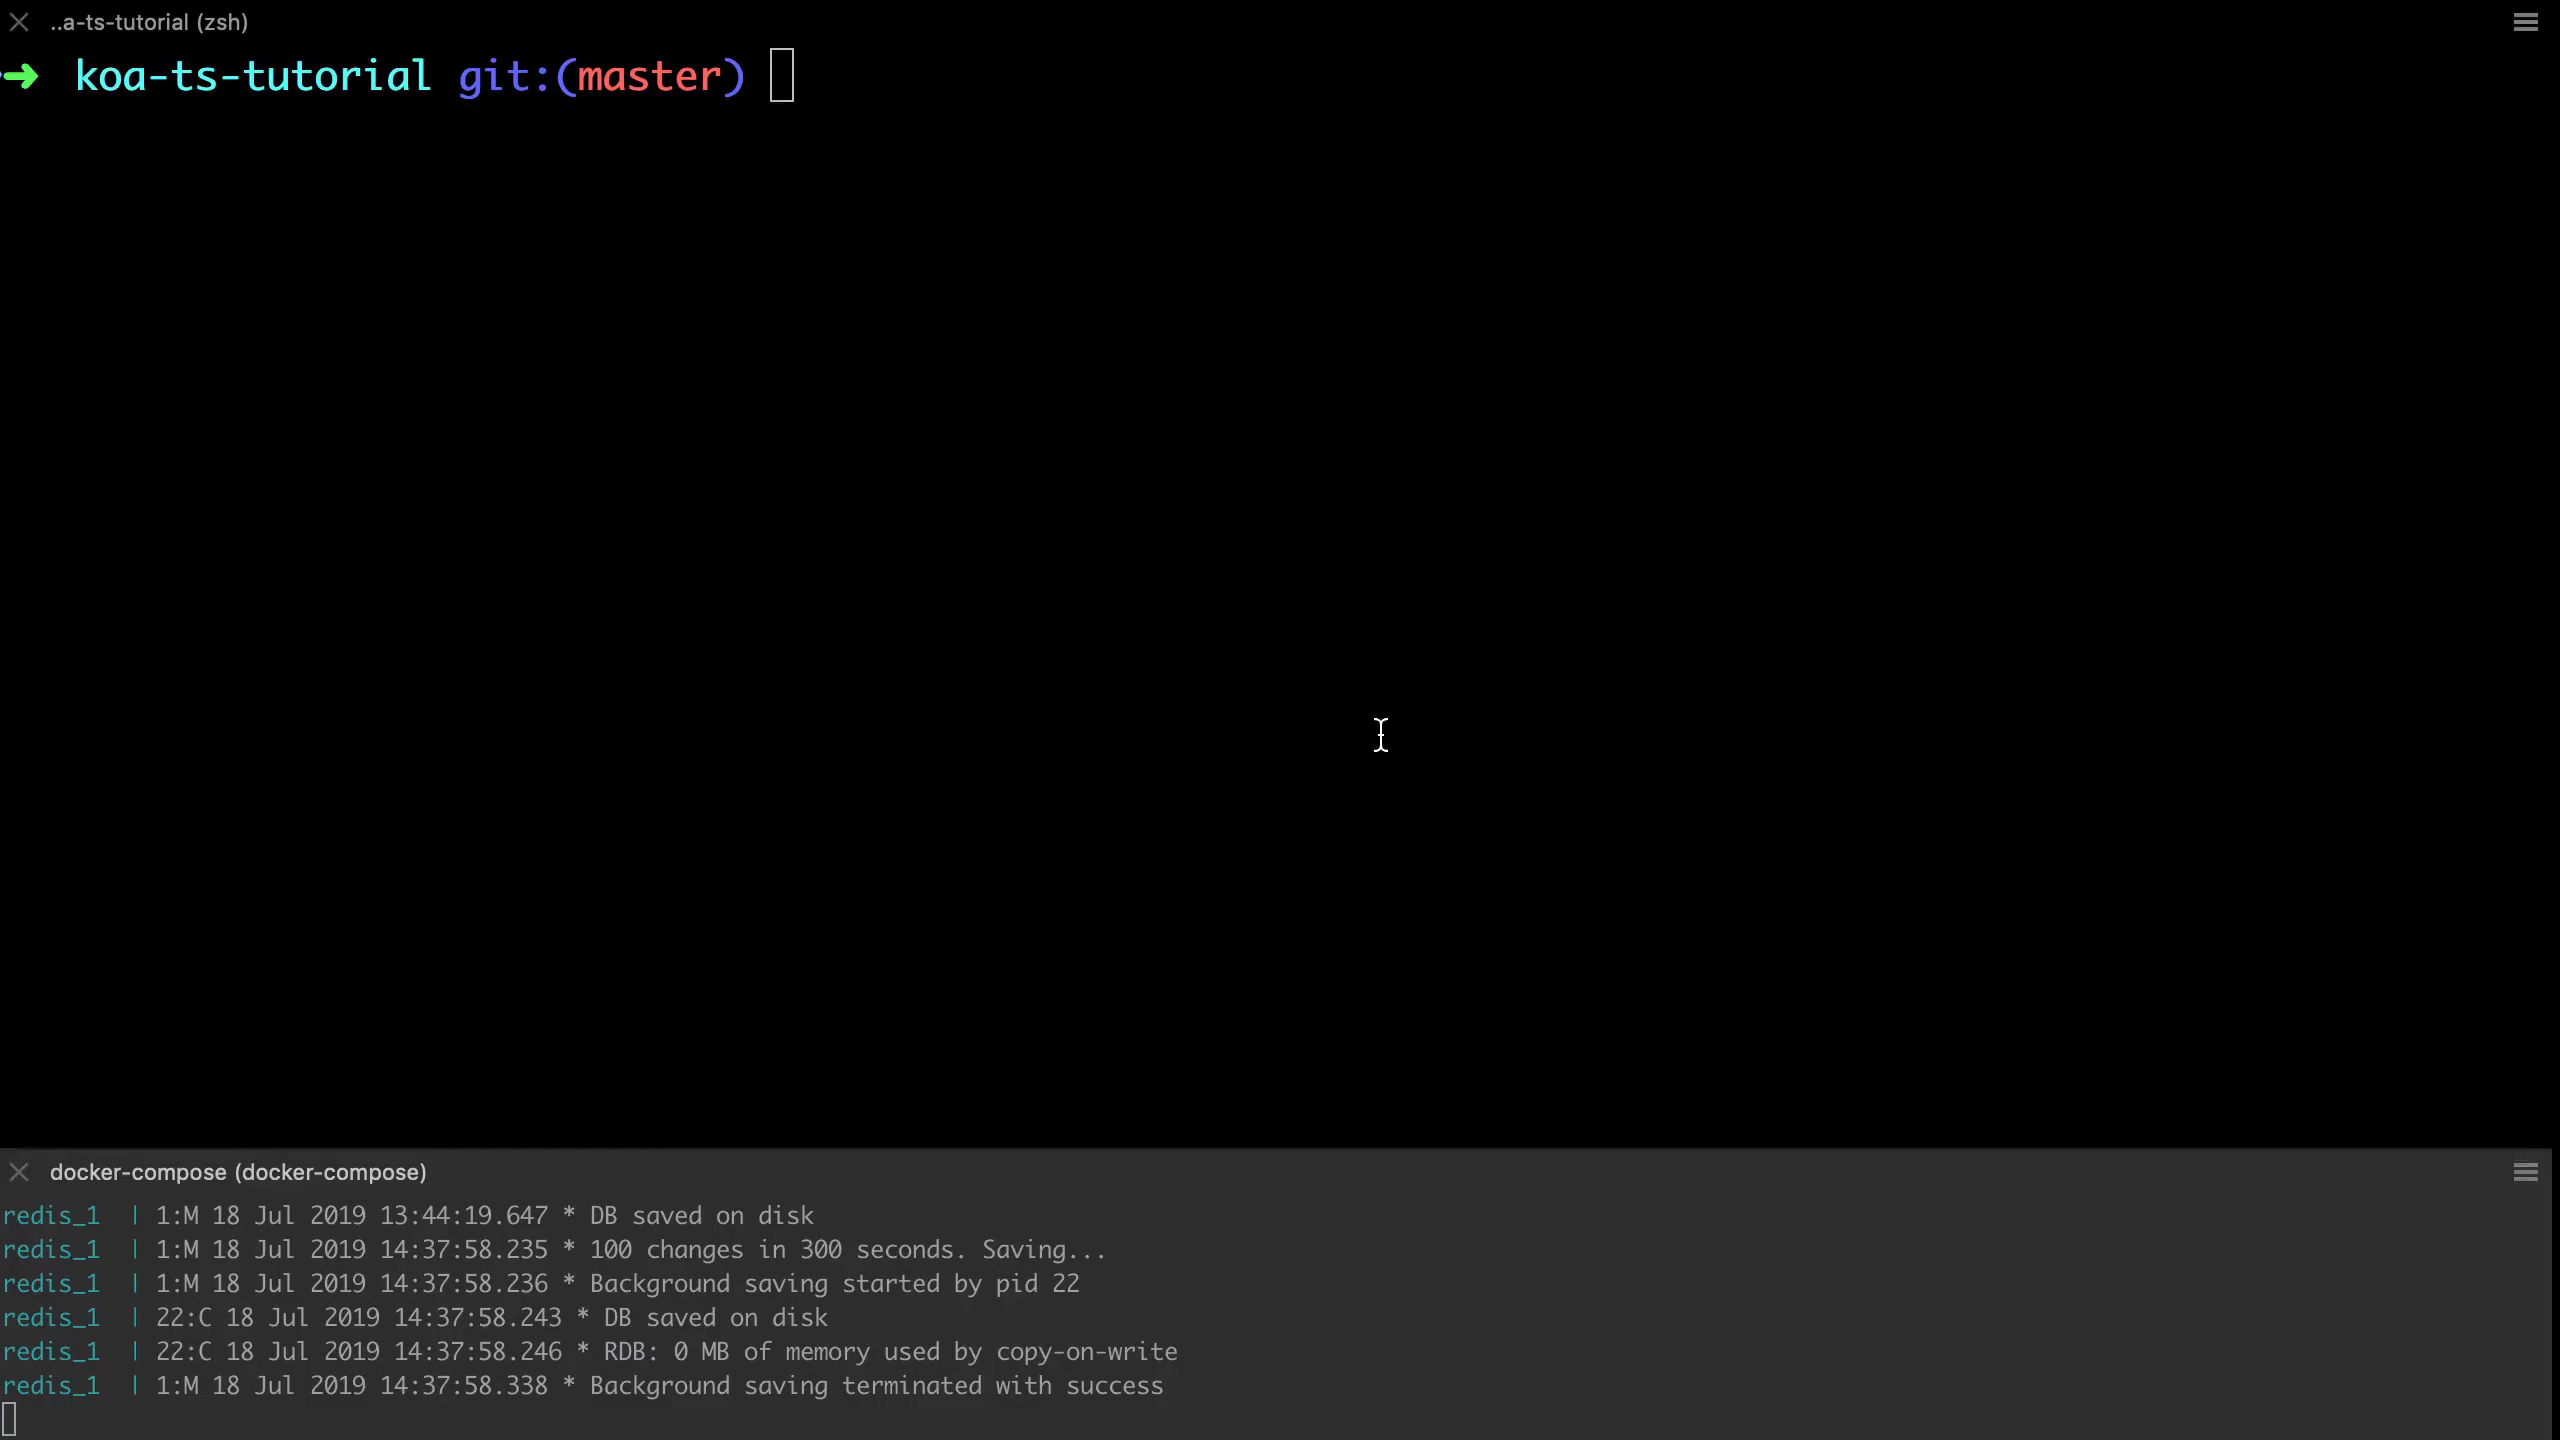 ..a-ts-tutorial (zsh)
➜ koa-ts-tutorial git:(master)
docker-compose (docker-compose)
redis_1 | 1:M 18 Jul 2019 13:44:19.647 * DB saved on disk
redis_1 | 1:M 18 Jul 2019 14:37:58.235 * 100 changes in 300 seconds. Saving...
redis_1 | 1:M 18 Jul 2019 14:37:58.236 * Background saving started by pid 22
redis_1 | 22:C 18 Jul 2019 14:37:58.243 * DB saved on disk
redis_1 | 22:C 18 Jul 2019 14:37:58.246 * RDB: 0 MB of memory used by copy-on-write
redis_1 | 1:M 18 Jul 2019 14:37:58.338 * Background saving terminated with success